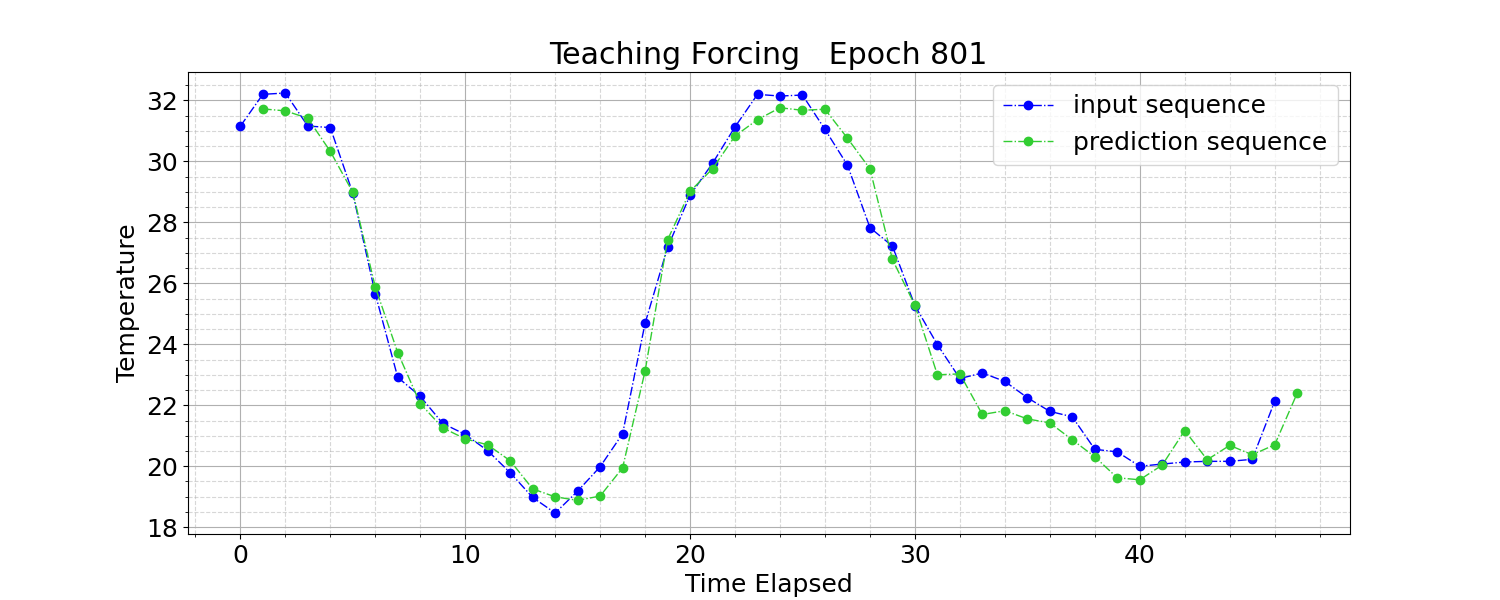 Teaching Forcing   Epoch 801
input sequence
prediction sequence
Temperature
32
30
28
26
24
22
20
18
0 10 20 30 40
Time Elapsed